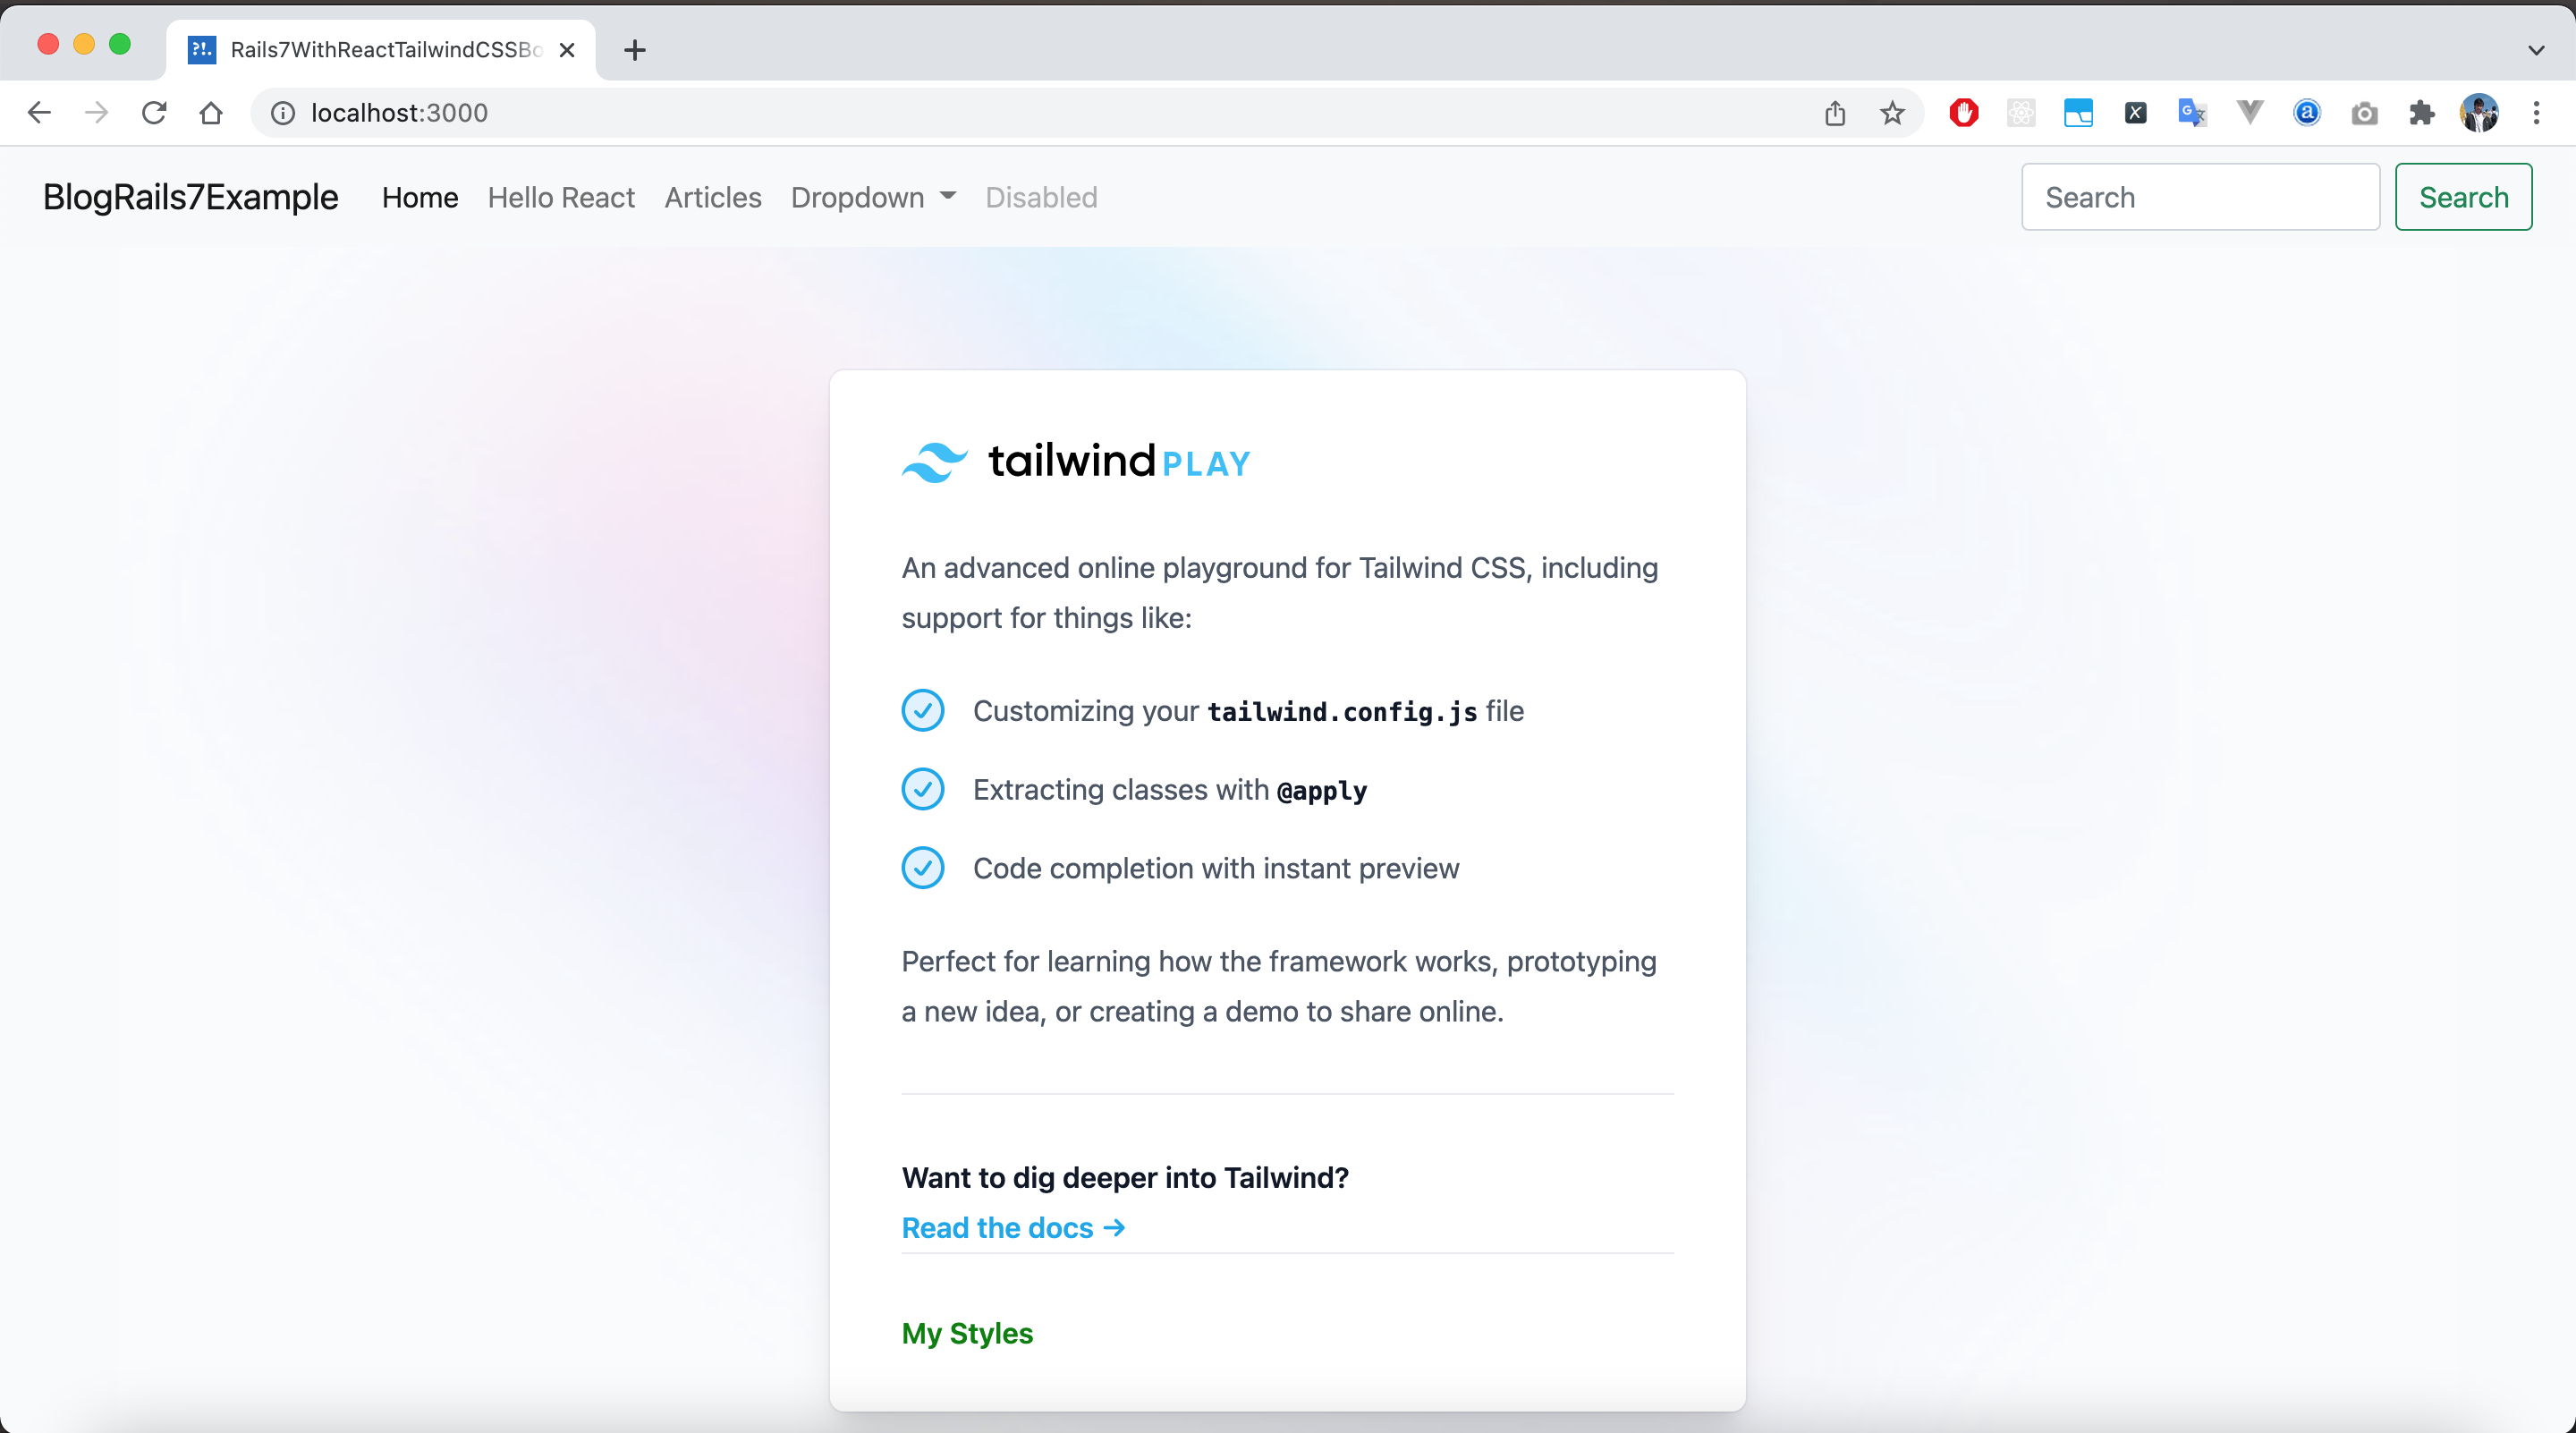 Rails7WithReactTailwindCSSBo
localhost:3000
BlogRails7Example Home Hello React Articles Dropdown Disabled Search Search
tailwind PLAY
An advanced online playground for Tailwind CSS, including
support for things like:
Customizing your tailwind.config.js file
Extracting classes with @apply
Code completion with instant preview
Perfect for learning how the framework works, prototyping
a new idea, or creating a demo to share online.
Want to dig deeper into Tailwind?
Read the docs →
My Styles